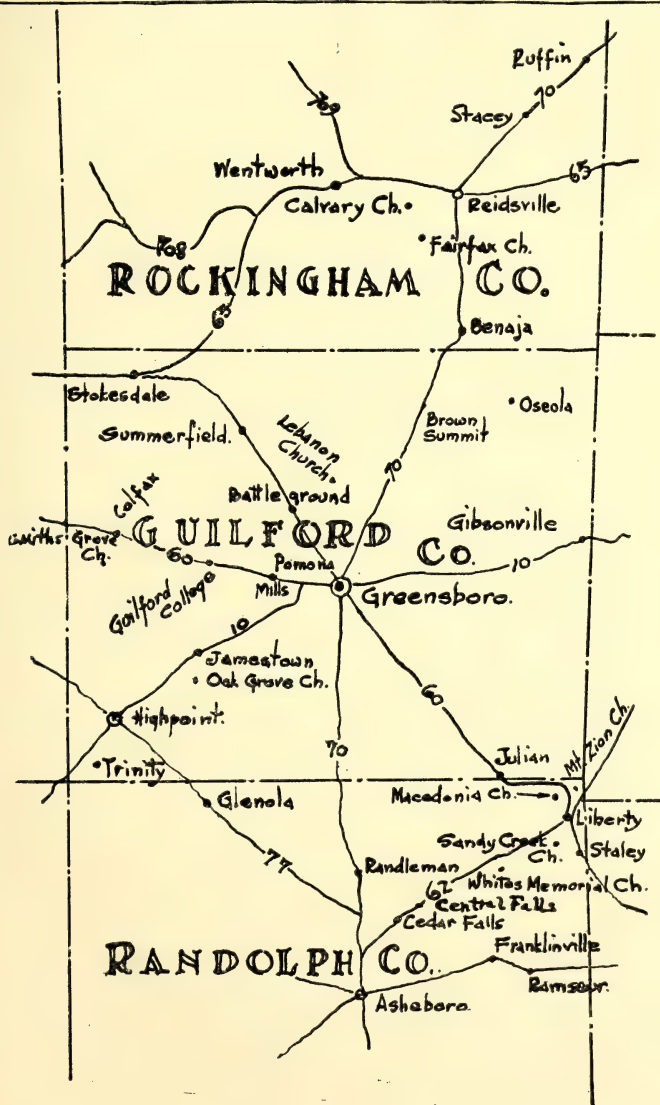 Ruffin
70
Stacey
709
65
Wentworth
Calvary Ch.
Reidsville
Fairfax Ch.
708
ROCKINGHAM CO.
65
Benaja
Stokesdale
Oseola
Brown
Summit
Summerfield.
Lebanon
Church.
70
Colfax
Battle ground
GUILFORD
Co.
Gibsonville
Smiths Grove
Ch.
60
Pomona
Mills
10
Guilford
College
Greensboro.
10
Jamestown
Oak Grove Ch.
60
Highpoint.
Mt. Zion Ch.
70
Julian
Trinity
Macedonia Ch.
Glenola
Liberty
Sandy Creek
Ch.
Staley
77
Randleman
62
Whites Memorial Ch.
Central Falls
Cedar Falls
Franklinville
RANDOLPH CO.
Ramseur.
Asheboro.